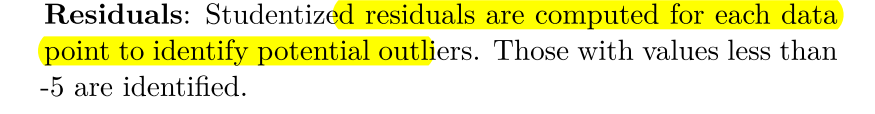 Residuals: Studentized residuals are computed for each data
point to identify potential outliers. Those with values less than
-5 are identified.